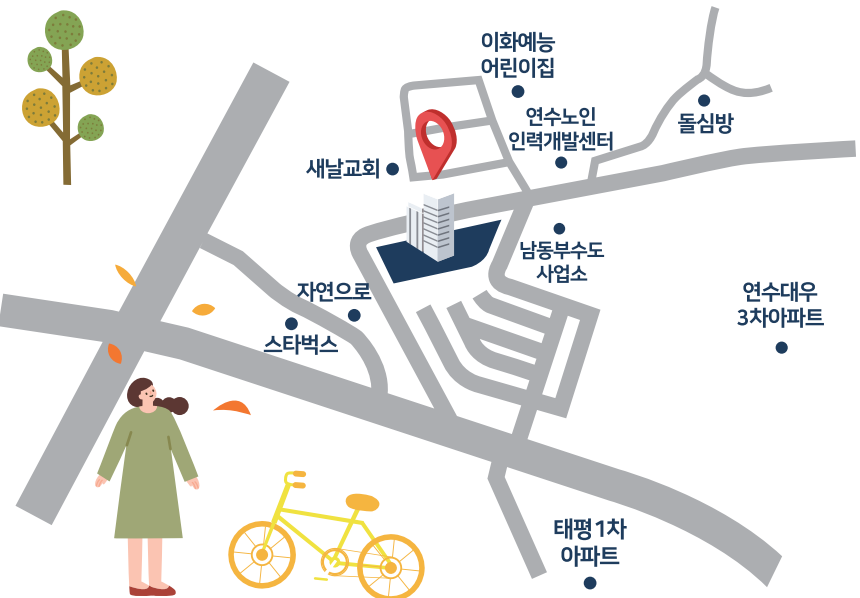 이화예능
어린이집
연수노인
인력개발센터
돌심방
새날교회
남동부수도
사업소
자연으로
스타벅스
연수대우
3차아파트
태평1차
아파트